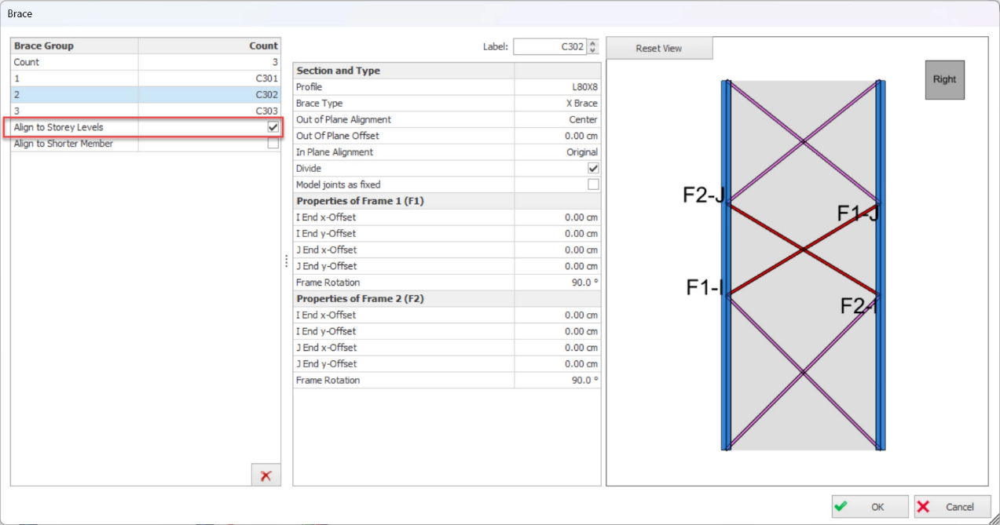 Brace
Brace Group Count
Count 3
1 C301
2 C302
3 C303
Align to Storey Levels
Align to Shorter Member
Label: C302
Section and Type
Profile L80X8
Brace Type X Brace
Out of Plane Alignment Center
Out Of Plane Offset 0.00 cm
In Plane Alignment Original
Divide
Model joints as fixed
Properties of Frame 1 (F1)
I End x-Offset 0.00 cm
I End y-Offset 0.00 cm
J End x-Offset 0.00 cm
J End y-Offset 0.00 cm
Frame Rotation 90.0 °
Properties of Frame 2 (F2)
I End x-Offset 0.00 cm
I End y-Offset 0.00 cm
J End x-Offset 0.00 cm
J End y-Offset 0.00 cm
Frame Rotation 90.0 °
Reset View
Right
F2-J
F1-J
F1-I
F2-I
OK Cancel